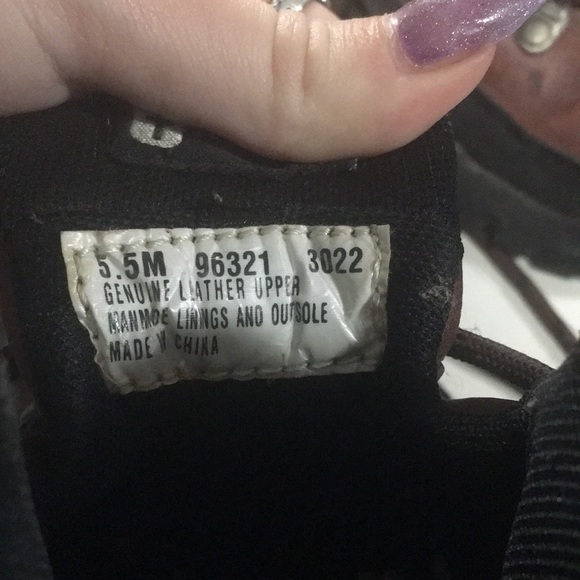 5.5M 96321 3022
GENUINE LEATHER UPPER
MANMADE LININGS AND OUTSOLE
MADE IN CHINA